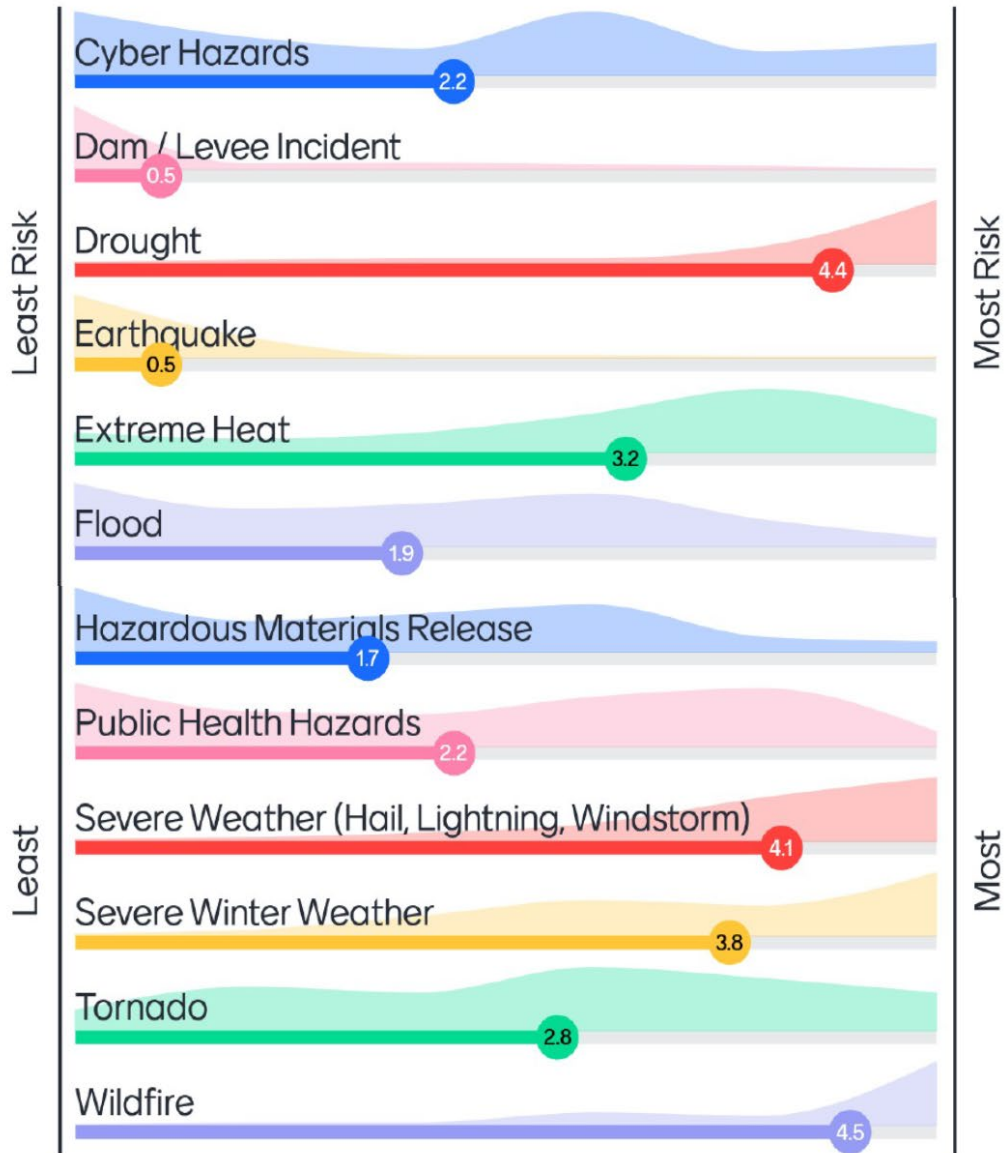 Cyber Hazards
2.2
Dam / Levee Incident
0.5
Drought
4.4
Earthquake
0.5
Extreme Heat
3.2
Flood
1.9
Least Risk
Most Risk
Hazardous Materials Release
1.7
Public Health Hazards
2.2
Severe Weather (Hail, Lightning, Windstorm)
4.1
Severe Winter Weather
3.8
Tornado
2.8
Wildfire
4.5
Least
Most